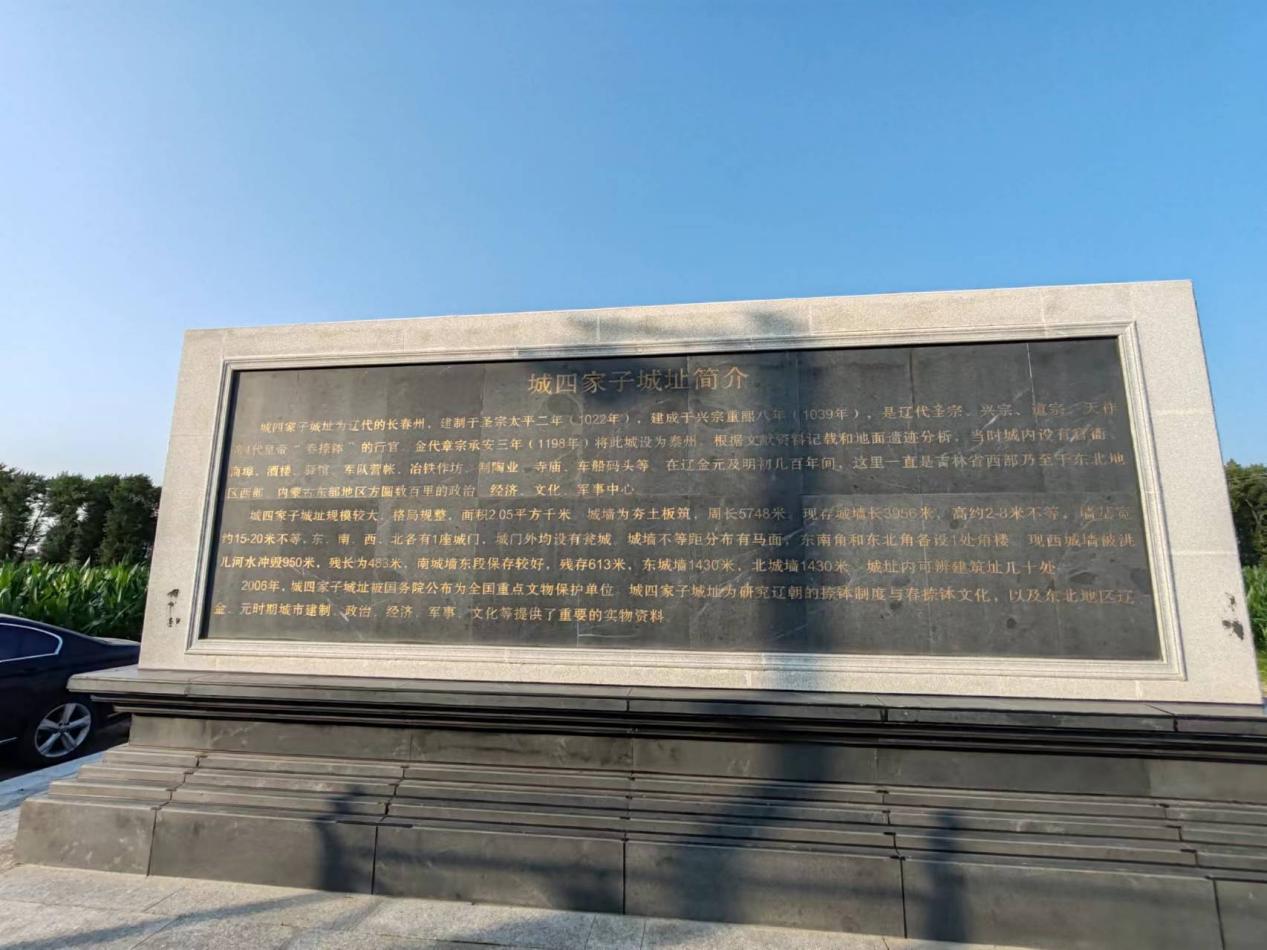 城四家子城址简介
城四家子城址为辽代的长春州，建制于圣宗太平二年（1022年），建成于兴宗重熙八年（1039年），是辽代圣宗、兴宗、道宗、天祚
四代皇帝“春捺钵”的行宫 金代章宗承安三年（1198年）将此城设为泰州 根据文献资料记载和地面遗迹分析，当时城内设有官衙
商埠、酒楼、驿馆 军队营帐、冶铁作坊 制陶业 寺庙、车船码头等 在辽金元及明初几百年间，这里一直是吉林省西部乃至于东北地
区西部 内蒙古东部地区方圆数百里的政治 经济、文化、军事中心
城四家子城址规模较大 格局规整，面积2.05平方千米 城墙为夯土板筑，周长5748米，现存城墙长3956米，高约2-8米不等，墙基宽
约15-20米不等，东、南、西、北各有1座城门，城门外均设有瓮城，城墙不等距分布有马面，东南角和东北角各设1处角楼 现西城墙被洮
儿河水冲毁950米，残长为483米，南城墙东段保存较好，残存613米，东城墙1430米，北城墙1430米 城址内可辨建筑址几十处
2006年，城四家子城址被国务院公布为全国重点文物保护单位 城四家子城址为研究辽朝的捺钵制度与春捺钵文化，以及东北地区辽
金、元时期城市建制、政治、经济、军事、文化等提供了重要的实物资料